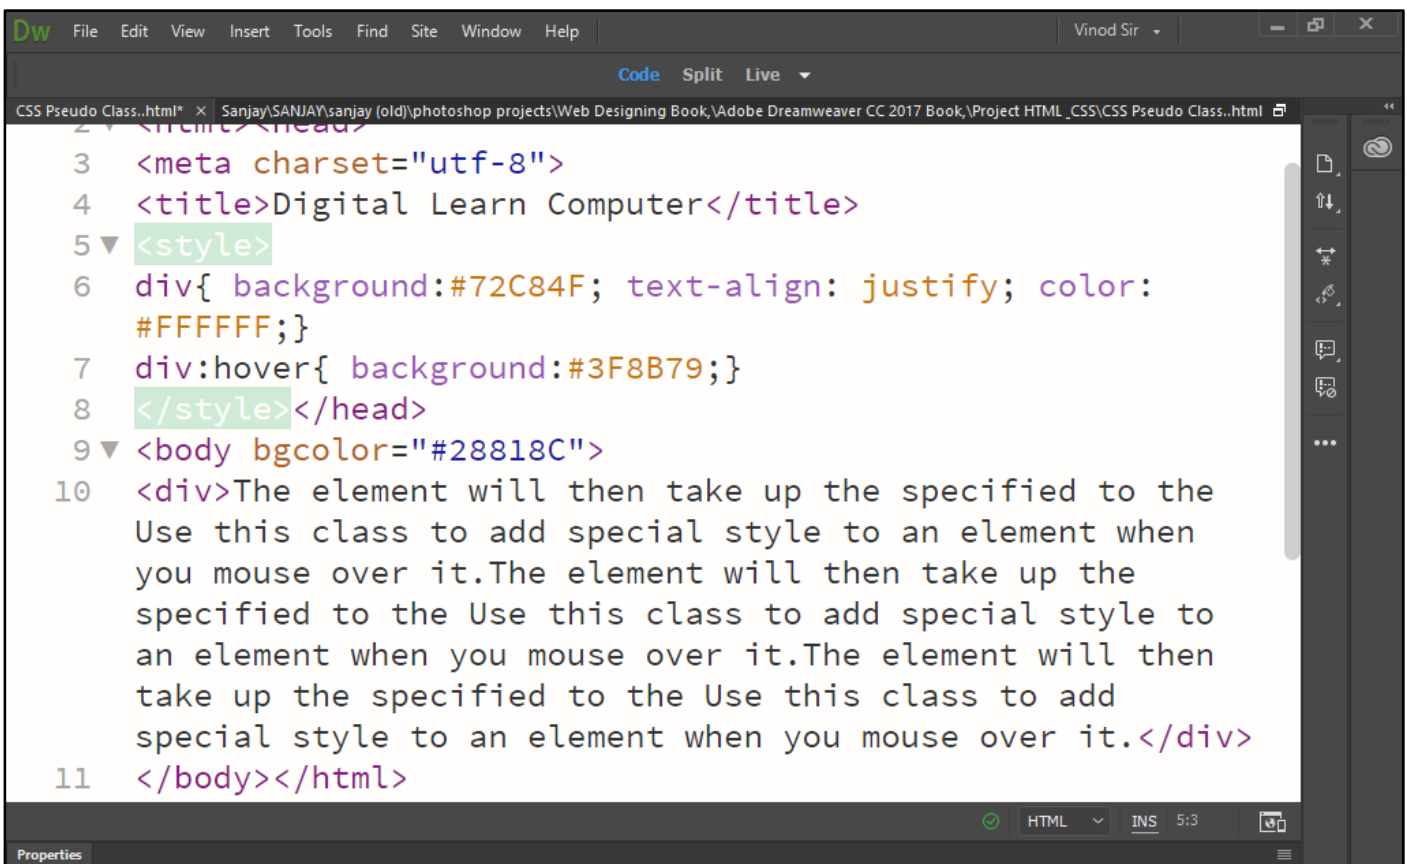 Dw File Edit View Insert Tools Find Site Window Help Vinod Sir
Code Split Live
CSS Pseudo Class..html* × Sanjay\SANJAY\sanjay (old)\photoshop projects\Web Designing Book,\Adobe Dreamweaver CC 2017 Book,\Project HTML_CSS\CSS Pseudo Class..html
2 <html><head>
3 <meta charset="utf-8">
4 <title>Digital Learn Computer</title>
5 <style>
6 div{ background:#72C84F; text-align: justify; color:
#FFFFFF;}
7 div:hover{ background:#3F8B79;}
8 </style></head>
9 <body bgcolor="#28818C">
10 <div>The element will then take up the specified to the
Use this class to add special style to an element when
you mouse over it.The element will then take up the
specified to the Use this class to add special style to
an element when you mouse over it.The element will then
take up the specified to the Use this class to add
special style to an element when you mouse over it.</div>
11 </body></html>
HTML INS 5:3
Properties